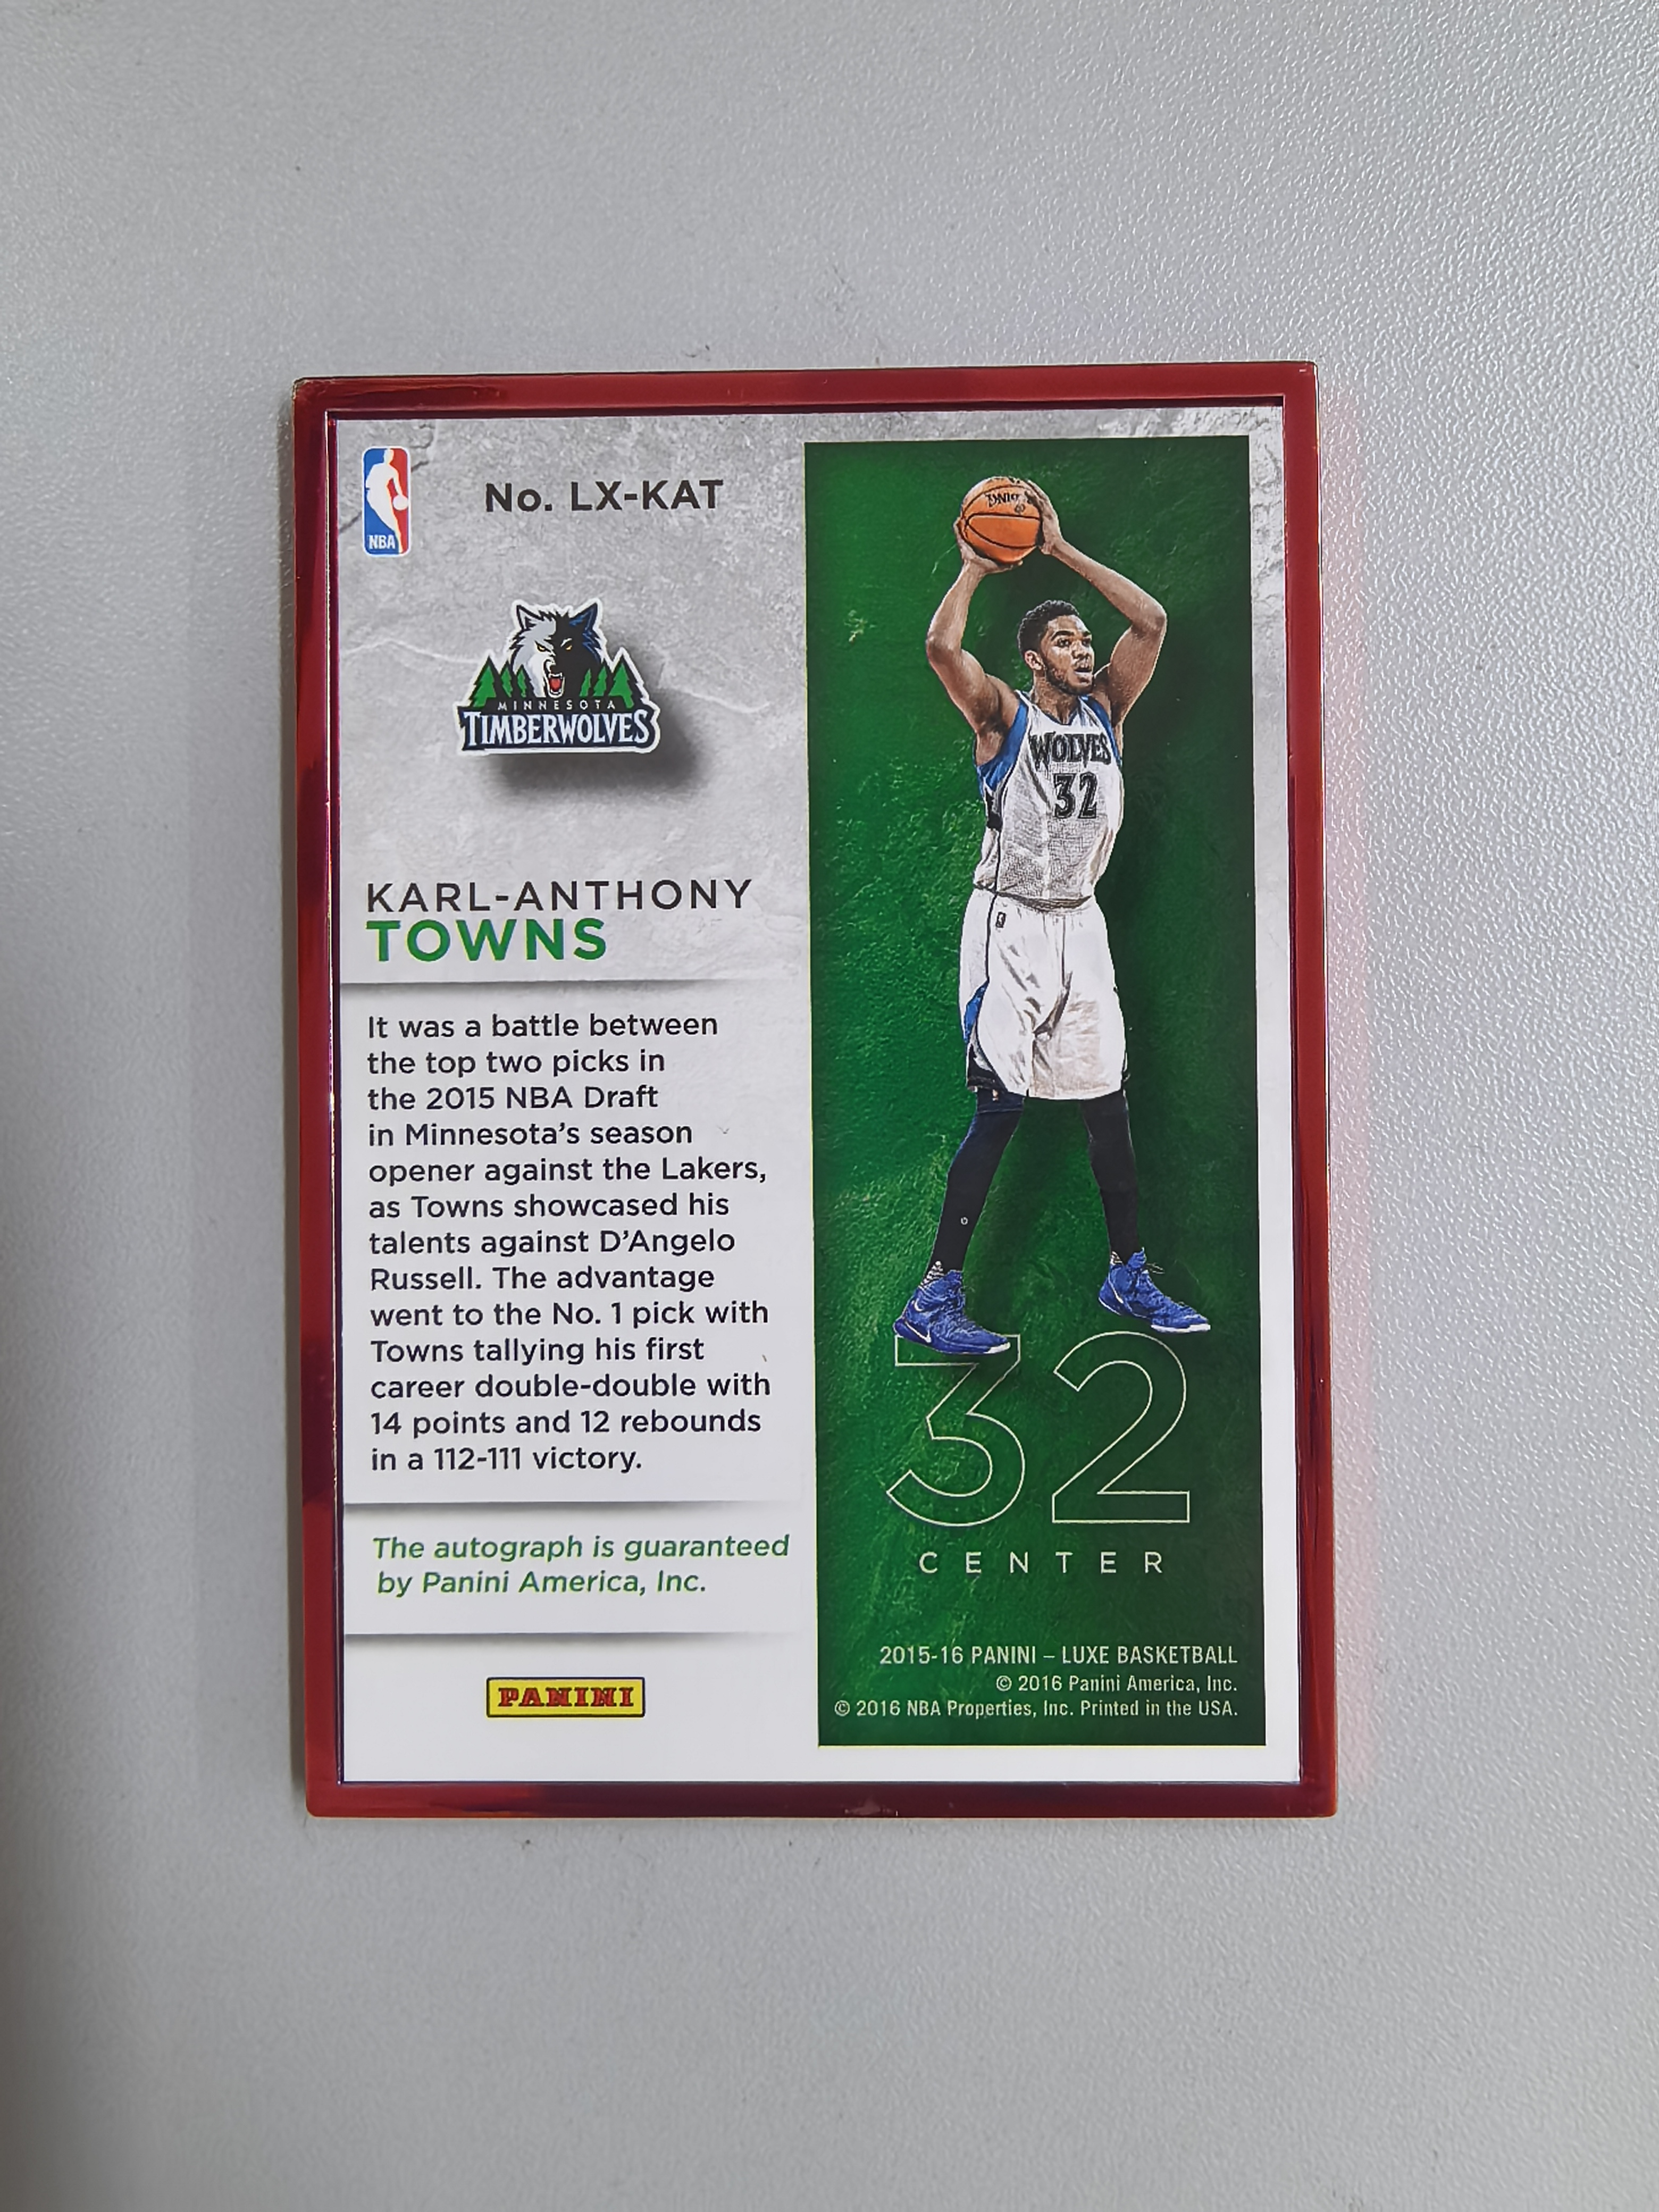 NBA
No. LX-KAT
MINNESOTA
TIMBERWOLVES
KARL-ANTHONY
TOWNS
It was a battle between
the top two picks in
the 2015 NBA Draft
in Minnesota's season
opener against the Lakers,
as Towns showcased his
talents against D'Angelo
Russell. The advantage
went to the No. 1 pick with
Towns tallying his first
career double-double with
14 points and 12 rebounds
in a 112-111 victory.
The autograph is guaranteed
by Panini America, Inc.
PANINI
WOLVES
32
32
CENTER
2015-16 PANINI – LUXE BASKETBALL
© 2016 Panini America, Inc.
© 2016 NBA Properties, Inc. Printed in the USA.